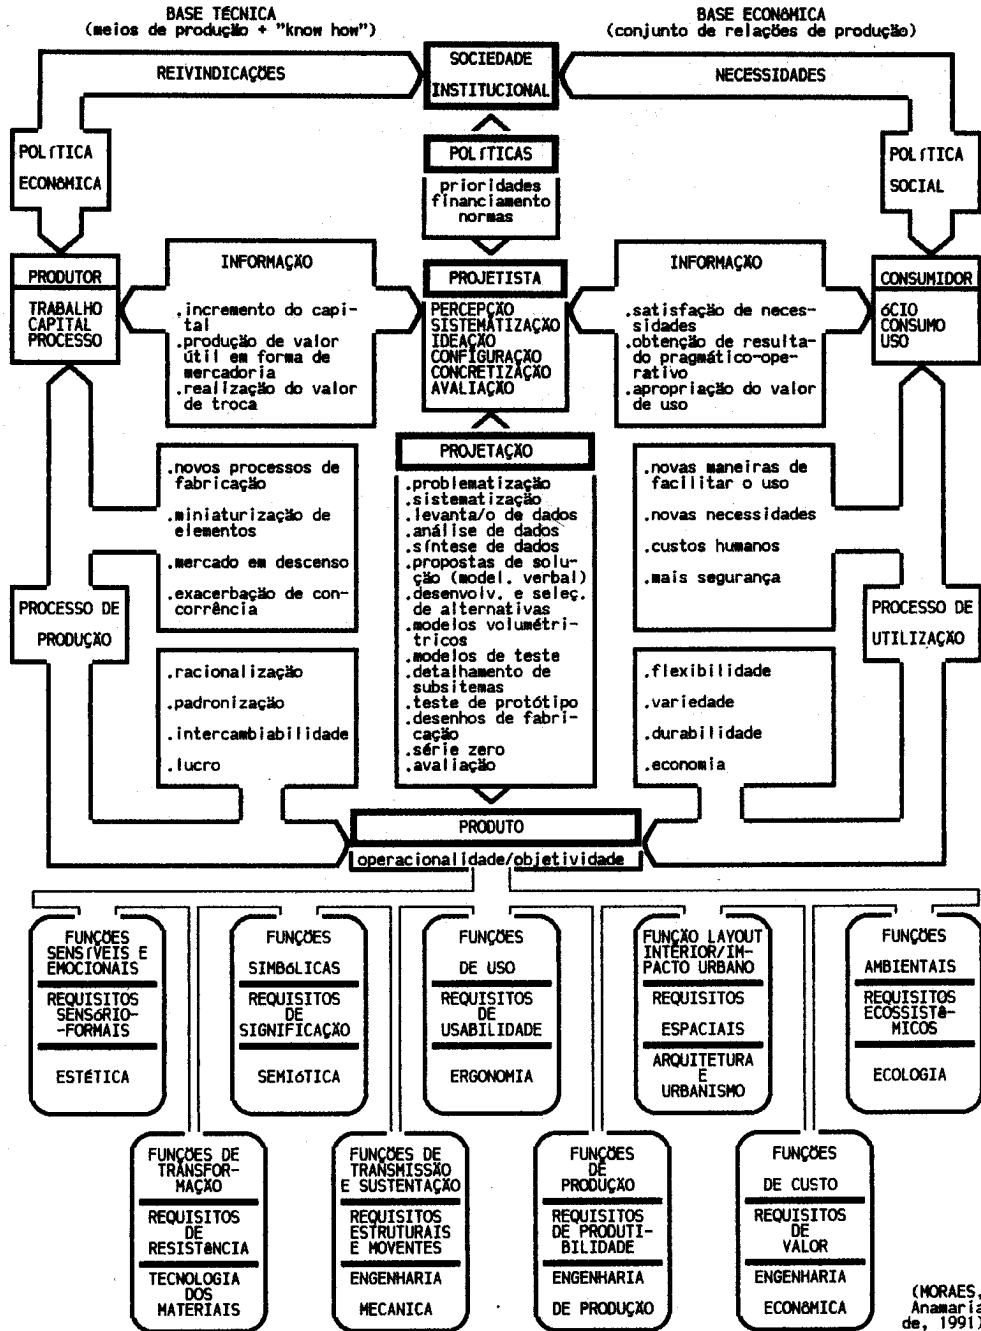 BASE TÉCNICA
(meios de produção + "know how")
BASE ECONôMICA
(conjunto de relações de produção)
REIVINDICAÇÕES
SOCIEDADE
INSTITUCIONAL
NECESSIDADES
POLÍTICA
ECONôMICA
POLÍTICAS
prioridades
financiamento
normas
POLÍTICA
SOCIAL
PRODUTOR
TRABALHO
CAPITAL
PROCESSO
INFORMAÇÃO
.incremento do capi-
tal
.produção de valor
útil em forma de
mercadoria
.realização do valor
de troca
PROJETISTA
PERCEPÇÃO
SISTEMATIZAÇÃO
IDEAÇÃO
CONFIGURAÇÃO
CONCRETIZAÇÃO
AVALIAÇÃO
INFORMAÇÃO
.satisfação de neces-
sidades
.obtenção de resulta-
do pragmático-ope-
rativo
.apropriação do valor
de uso
CONSUMIDOR
óCIO
CONSUMO
USO
.novos processos de
fabricação
.miniaturização de
elementos
.mercado em descenso
.exacerbação de con-
corrência
PROJETAÇÃO
.problematização
.sistematização
.levanta/o de dados
.análise de dados
.síntese de dados
.propostas de solu-
ção (model. verbal)
.desenvolv. e seleç.
de alternativas
.modelos volumétri-
tricos
.modelos de teste
.detalhamento de
subsitemas
.teste de protótipo
.desenhos de fabri-
cação
.série zero
.avaliação
.novas maneiras de
facilitar o uso
.novas necessidades
.custos humanos
.mais segurança
PROCESSO DE
PRODUÇÃO
PROCESSO DE
UTILIZAÇÃO
.racionalização
.padronização
.intercambiabilidade
.lucro
.flexibilidade
.variedade
.durabilidade
.economia
PRODUTO
operacionalidade/objetividade
FUNÇÕES
SENSÍVEIS E
EMOCIONAIS
REQUISITOS
SENSóRIO-
-FORMAIS
ESTÉTICA
FUNÇÕES
SIMBóLICAS
REQUISITOS
DE
SIGNIFICAÇÃO
SEMIóTICA
FUNÇÕES
DE USO
REQUISITOS
DE
USABILIDADE
ERGONOMIA
FUNÇÃO LAYOUT
INTERIOR/IM-
PACTO URBANO
REQUISITOS
ESPACIAIS
ARQUITETURA
E
URBANISMO
FUNÇÕES
AMBIENTAIS
REQUISITOS
ECOSSISTê-
MICOS
ECOLOGIA
FUNÇÕES DE
TRANSFOR-
MAÇÃO
REQUISITOS
DE
RESISTêNCIA
TECNOLOGIA
DOS
MATERIAIS
FUNÇÕES DE
TRANSMISSÃO
E SUSTENTAÇÃO
REQUISITOS
ESTRUTURAIS
E MOVENTES
ENGENHARIA
MECANICA
FUNÇÕES
DE
PRODUÇÃO
REQUISITOS
DE PRODUTI-
BILIDADE
ENGENHARIA
DE PRODUÇÃO
FUNÇÕES
DE CUSTO
REQUISITOS
DE
VALOR
ENGENHARIA
ECONôMICA
(MORAES,
Anamaria
de, 1991)